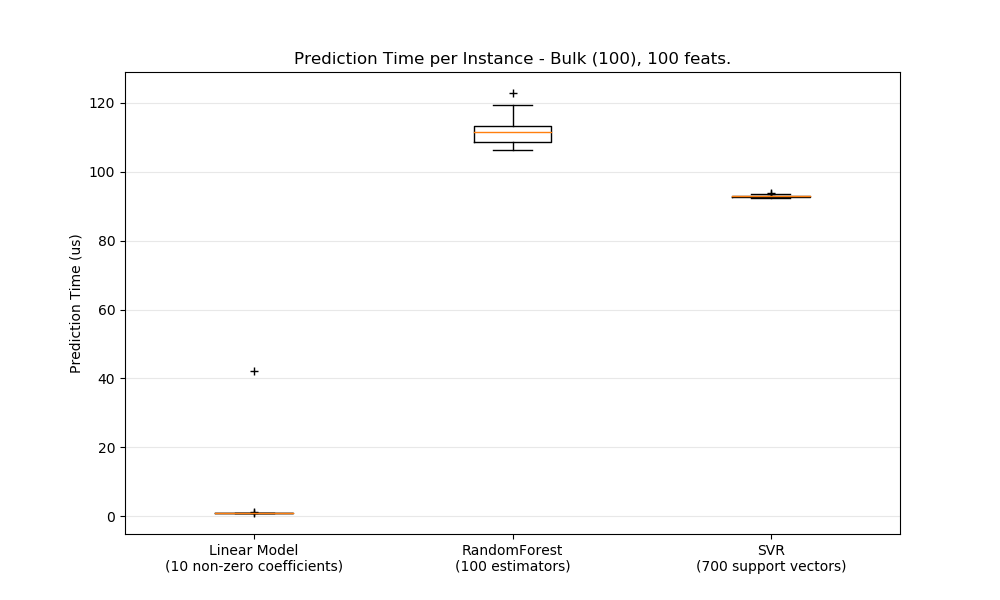 Prediction Time per Instance - Bulk (100), 100 feats.
120
100
80
60
40
20
0
Prediction Time (us)
Linear Model
(10 non-zero coefficients)
RandomForest
(100 estimators)
SVR
(700 support vectors)